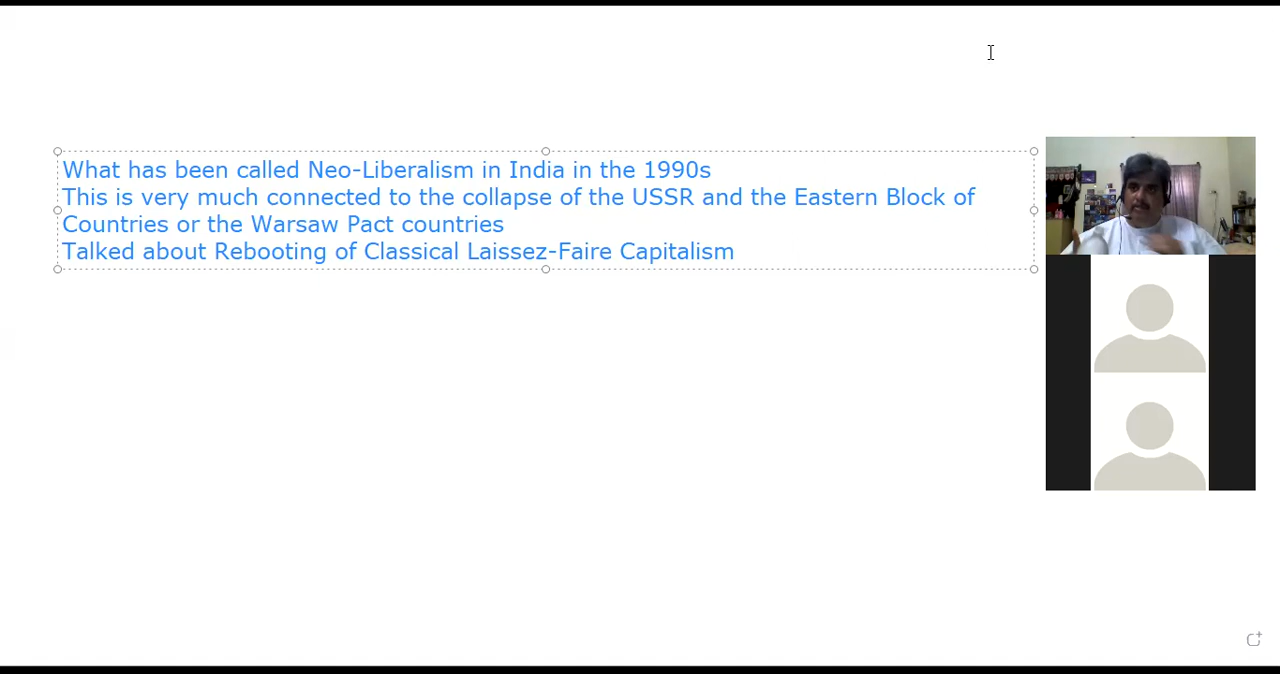 What has been called Neo-Liberalism in India in the 1990s
This is very much connected to the collapse of the USSR and the Eastern Block of
Countries or the Warsaw Pact countries
Talked about Rebooting of Classical Laissez-Faire Capitalism